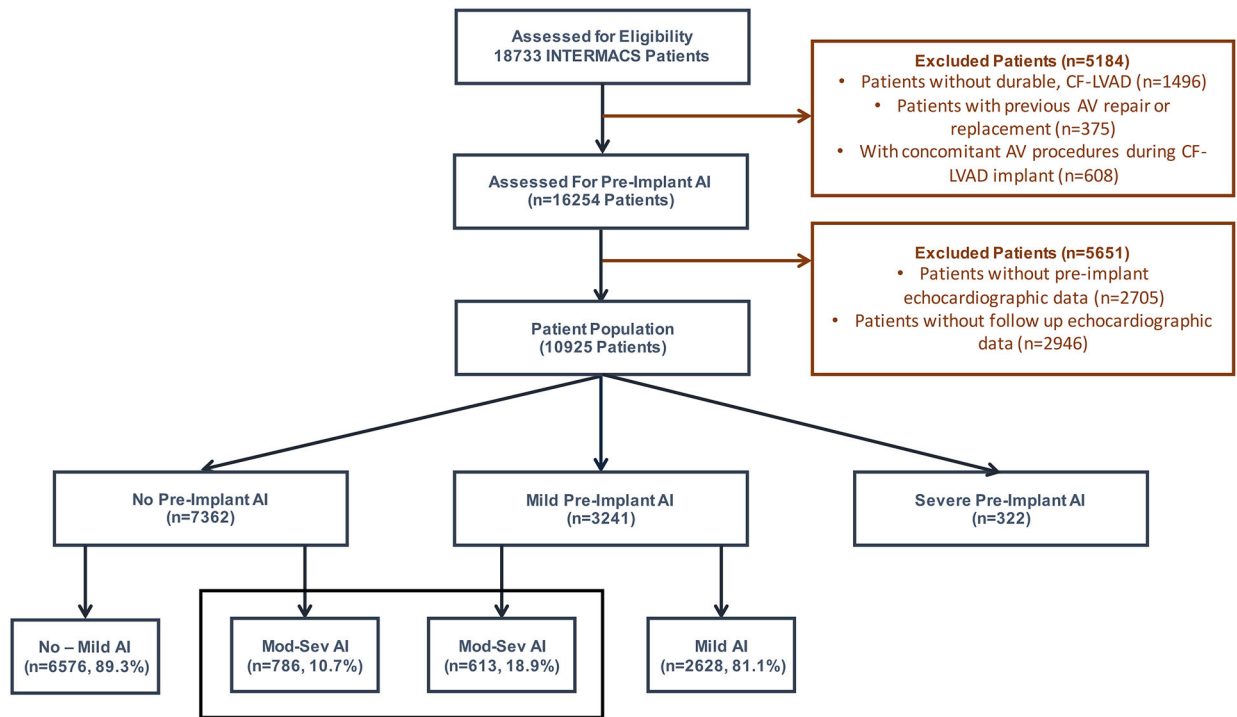 Assessed for Eligibility
18733 INTERMACS Patients
Excluded Patients (n=5184)
• Patients without durable, CF-LVAD (n=1496)
• Patients with previous AV repair or
replacement (n=375)
• With concomitant AV procedures during CF-
LVAD implant (n=608)
Assessed For Pre-Implant AI
(n=16254 Patients)
Excluded Patients (n=5651)
• Patients without pre-implant
echocardiographic data (n=2705)
• Patients without follow up echocardiographic
data (n=2946)
Patient Population
(10925 Patients)
No Pre-Implant AI
(n=7362)
Mild Pre-Implant AI
(n=3241)
Severe Pre-Implant AI
(n=322)
No – Mild AI
(n=6576, 89.3%)
Mod-Sev AI
(n=786, 10.7%)
Mod-Sev AI
(n=613, 18.9%)
Mild AI
(n=2628, 81.1%)